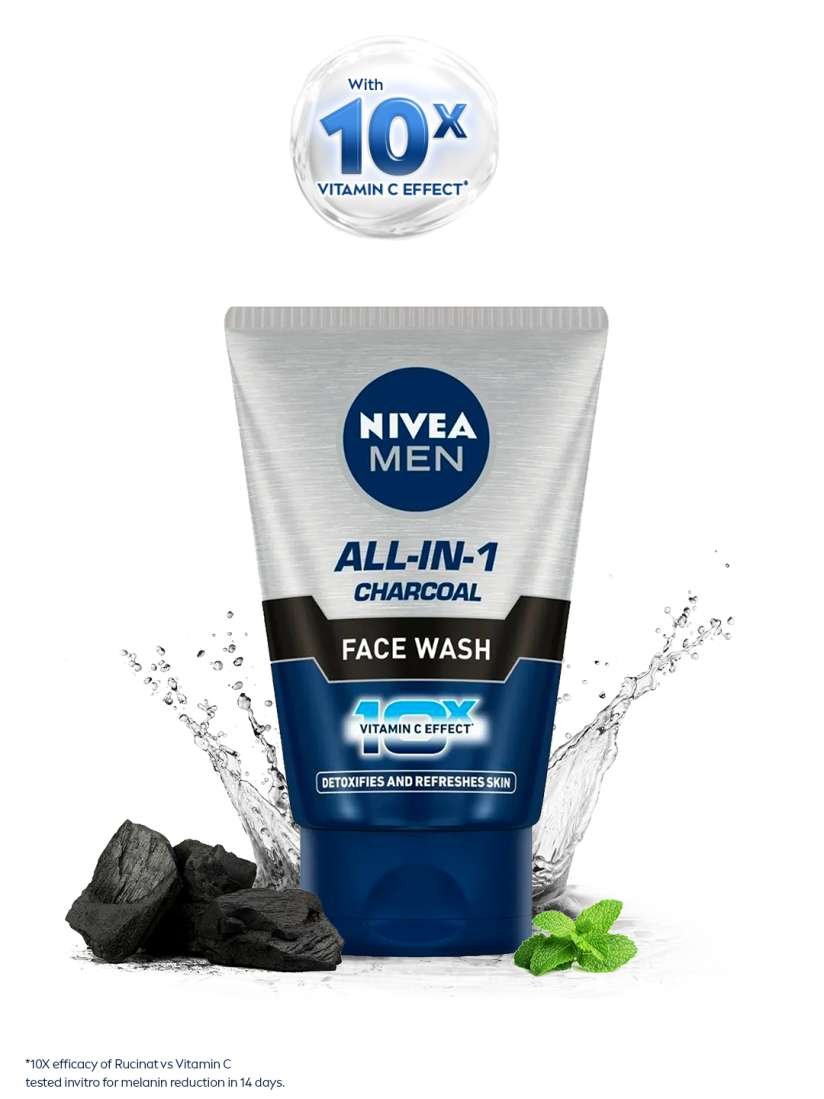 With
10X
VITAMIN C EFFECT*
NIVEA
MEN
ALL-IN-1
CHARCOAL
FACE WASH
10X
VITAMIN C EFFECT*
DETOXIFIES AND REFRESHES SKIN
*10X efficacy of Rucinat vs Vitamin C
tested invitro for melanin reduction in 14 days.